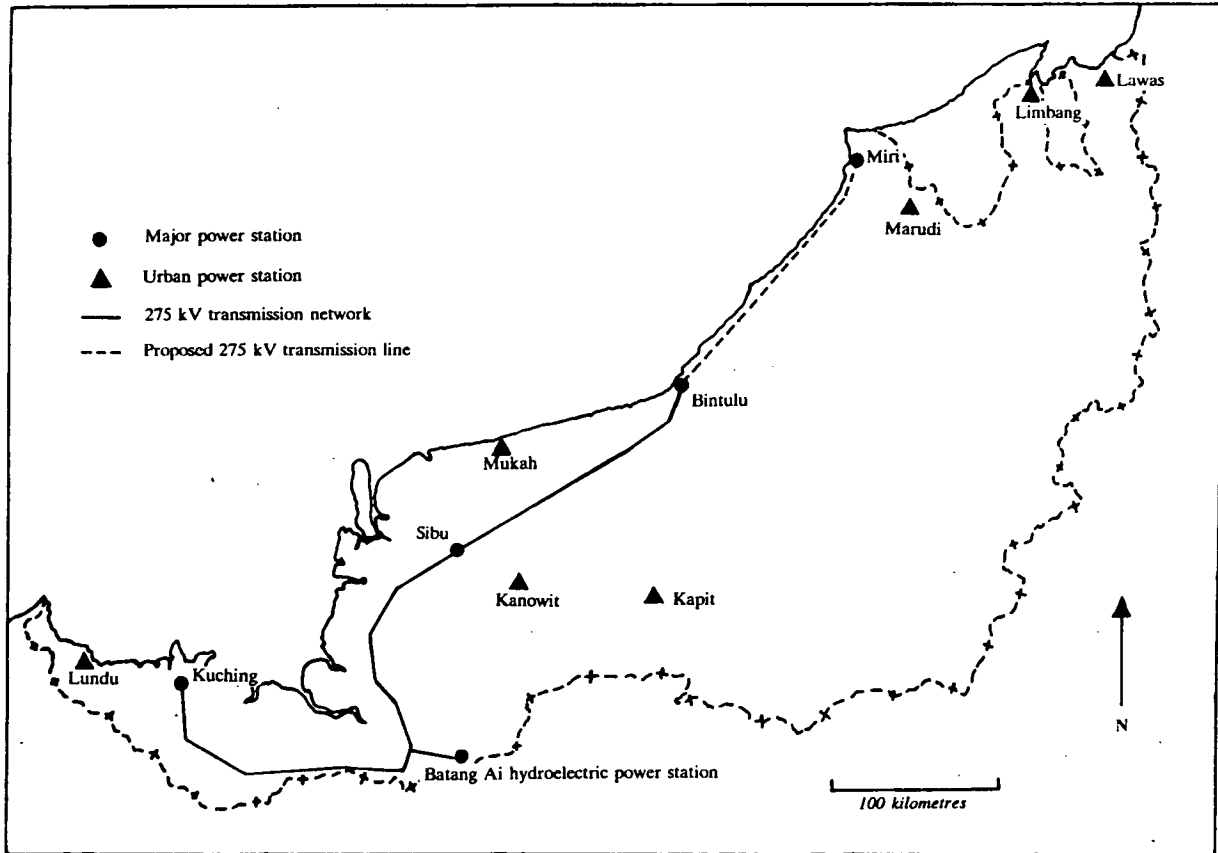 Lawas
Limbang
Miri
Marudi
Major power station
Urban power station
275 kV transmission network
Proposed 275 kV transmission line
Bintulu
Mukah
Sibu
Kanowit
Kapit
Lundu
Kuching
N
Batang Ai hydroelectric power station
100 kilometres